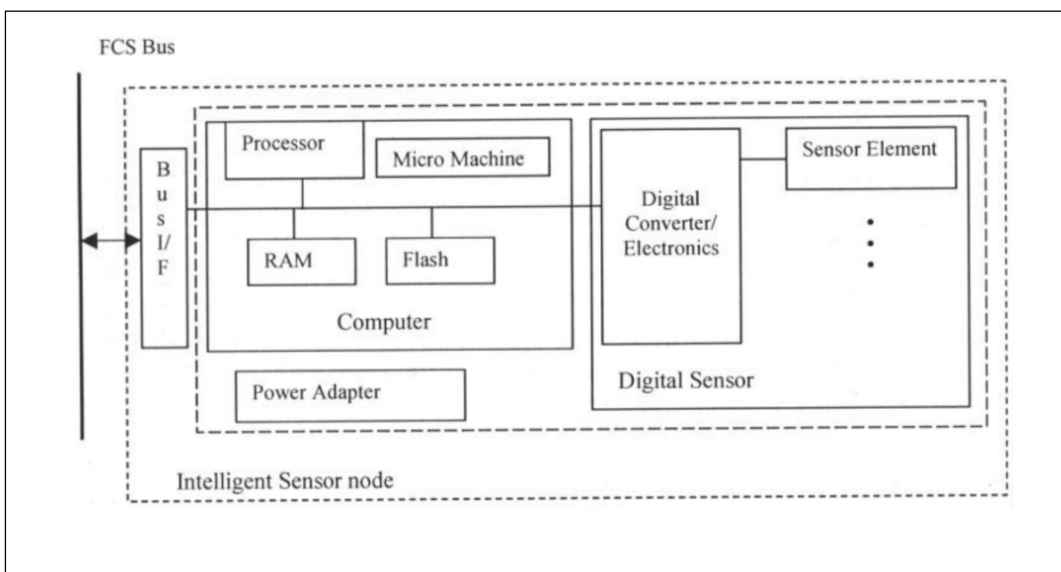 FCS Bus
B
u
s
I/
F
Processor
Micro Machine
RAM
Flash
Computer
Power Adapter
Digital
Converter/
Electronics
Sensor Element
Digital Sensor
Intelligent Sensor node